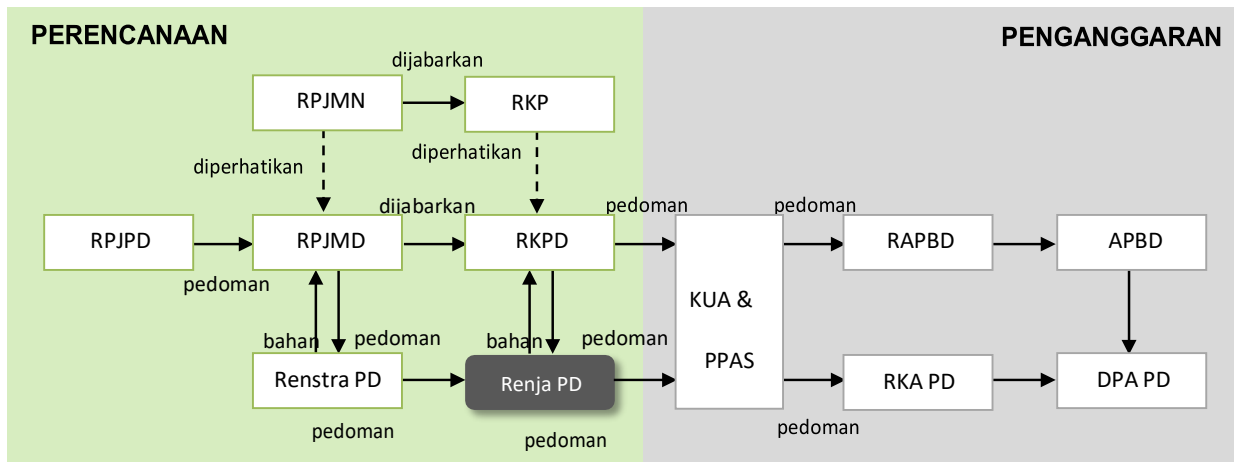 PERENCANAAN
PENGANGGARAN
dijabarkan
RPJMN
RKP
diperhatikan
diperhatikan
dijabarkan
pedoman
pedoman
RPJPD
RPJMD
RKPD
RAPBD
APBD
pedoman
KUA &
PPAS
bahan
pedoman
bahan
pedoman
Renstra PD
Renja PD
RKA PD
DPA PD
pedoman
pedoman
pedoman